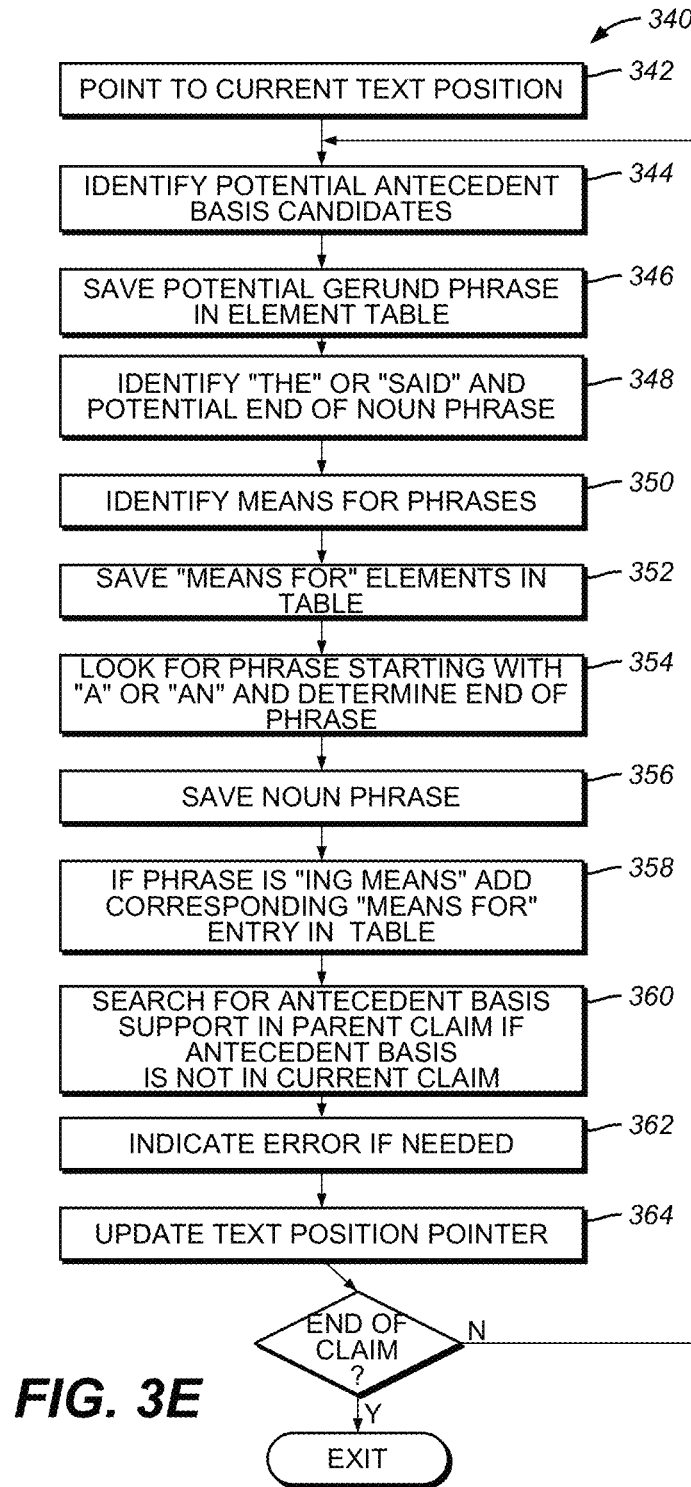 340
POINT TO CURRENT TEXT POSITION
342
IDENTIFY POTENTIAL ANTECEDENT
BASIS CANDIDATES
344
SAVE POTENTIAL GERUND PHRASE
IN ELEMENT TABLE
346
IDENTIFY "THE" OR "SAID" AND
POTENTIAL END OF NOUN PHRASE
348
IDENTIFY MEANS FOR PHRASES
350
SAVE "MEANS FOR" ELEMENTS IN
TABLE
352
LOOK FOR PHRASE STARTING WITH
"A" OR "AN" AND DETERMINE END OF
PHRASE
354
SAVE NOUN PHRASE
356
IF PHRASE IS "ING MEANS" ADD
CORRESPONDING "MEANS FOR"
ENTRY IN TABLE
358
SEARCH FOR ANTECEDENT BASIS
SUPPORT IN PARENT CLAIM IF
ANTECEDENT BASIS
IS NOT IN CURRENT CLAIM
360
INDICATE ERROR IF NEEDED
362
UPDATE TEXT POSITION POINTER
364
END OF
CLAIM
?
N
Y
EXIT
FIG. 3E